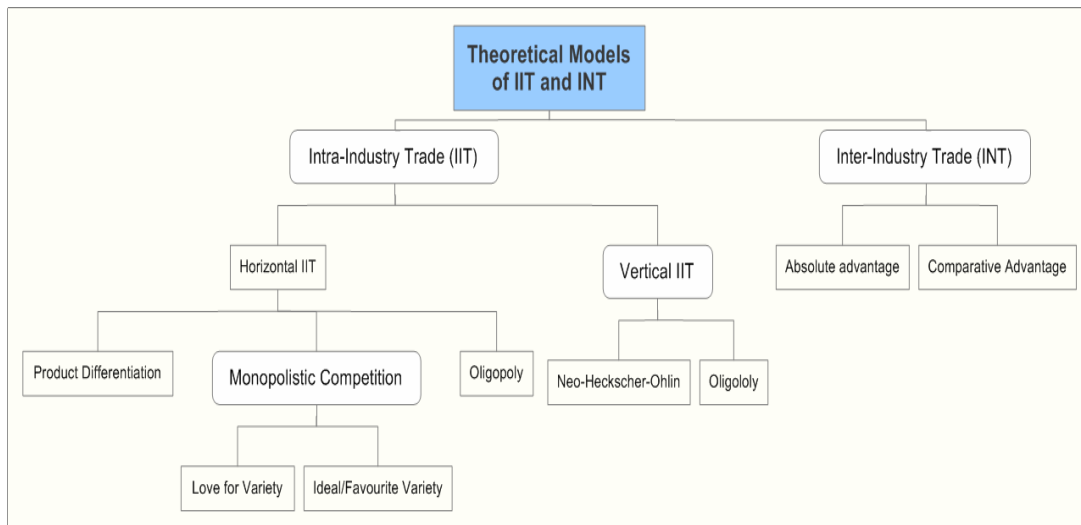 Theoretical Models
of IIT and INT
Intra-Industry Trade (IIT)
Inter-Industry Trade (INT)
Horizontal IIT
Vertical IIT
Absolute advantage
Comparative Advantage
Product Differentiation
Monopolistic Competition
Oligopoly
Neo-Heckscher-Ohlin
Oligololy
Love for Variety
Ideal/Favourite Variety